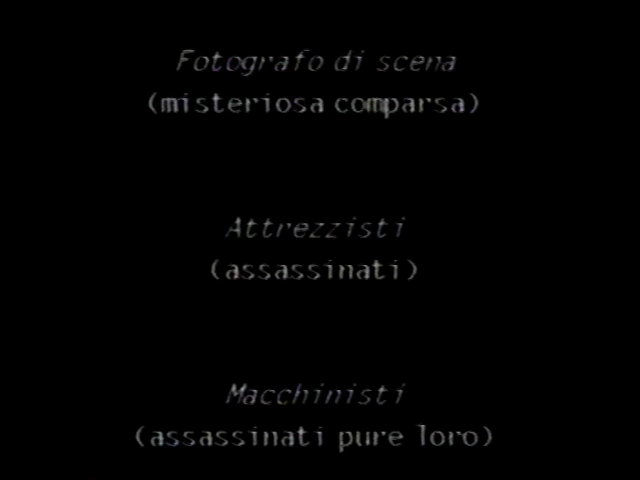 Fotografo di scena
(misteriosa comparsa)
Attrezzisti
(assassinati)
Macchinisti
(assassinati pure loro)